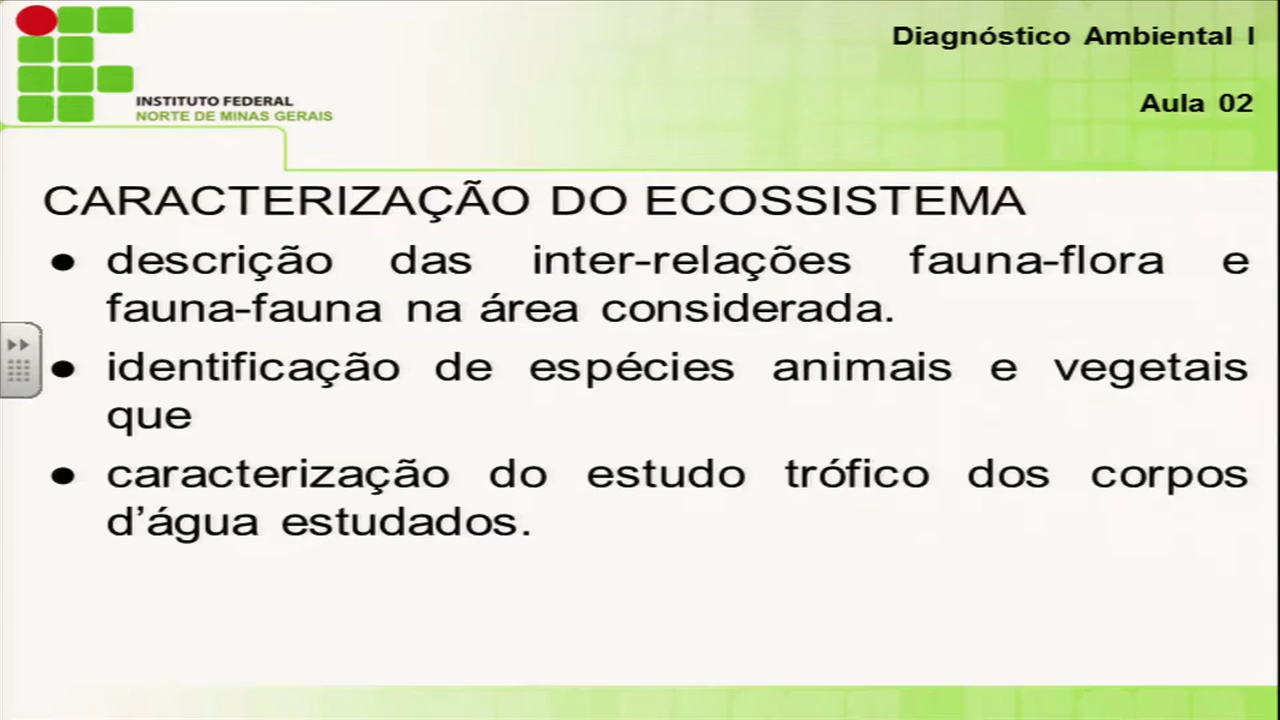 Diagnóstico Ambiental I
Aula 02
INSTITUTO FEDERAL
NORTE DE MINAS GERAIS
CARACTERIZAÇÃO DO ECOSSISTEMA
● descrição das inter-relações fauna-flora e
fauna-fauna na área considerada.
● identificação de espécies animais e vegetais
que
● caracterização do estudo trófico dos corpos
d’água estudados.